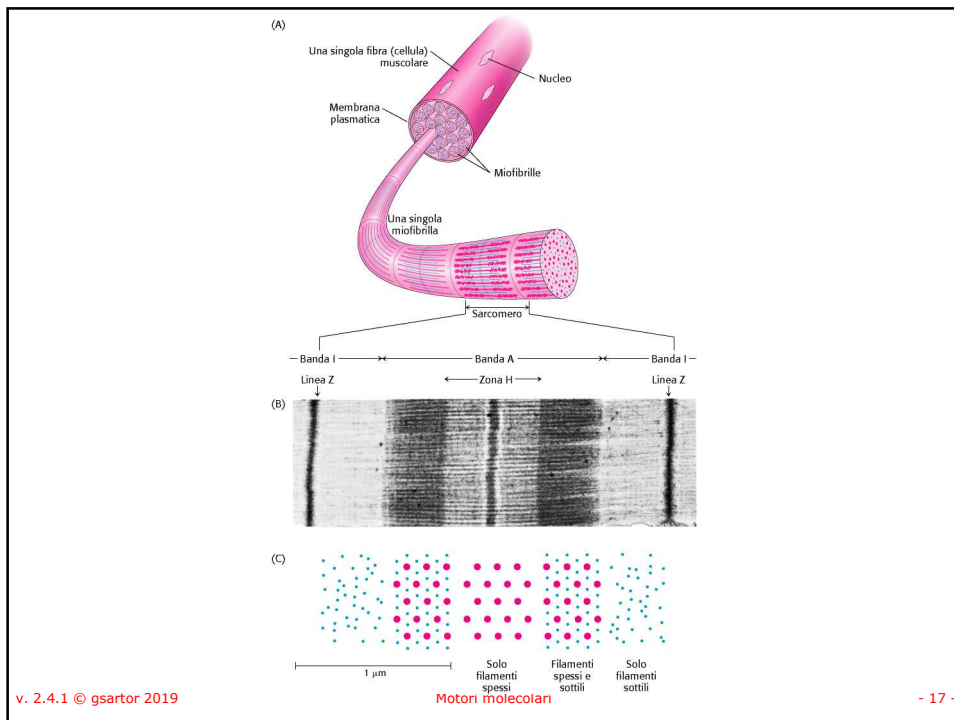 (A)
Una singola fibra (cellula)
muscolare
Nucleo
Membrana
plasmatica
Miofibrille
Una singola
miofibrilla
Sarcomero
Banda I
Banda A
Banda I
Linea Z
Zona H
Linea Z
(B)
(C)
1 μm
Solo
filamenti
spessi
Filamenti
spessi e
sottili
Solo
filamenti
sottili
v. 2.4.1 © gsartor 2019
Motori molecolari
- 17 -